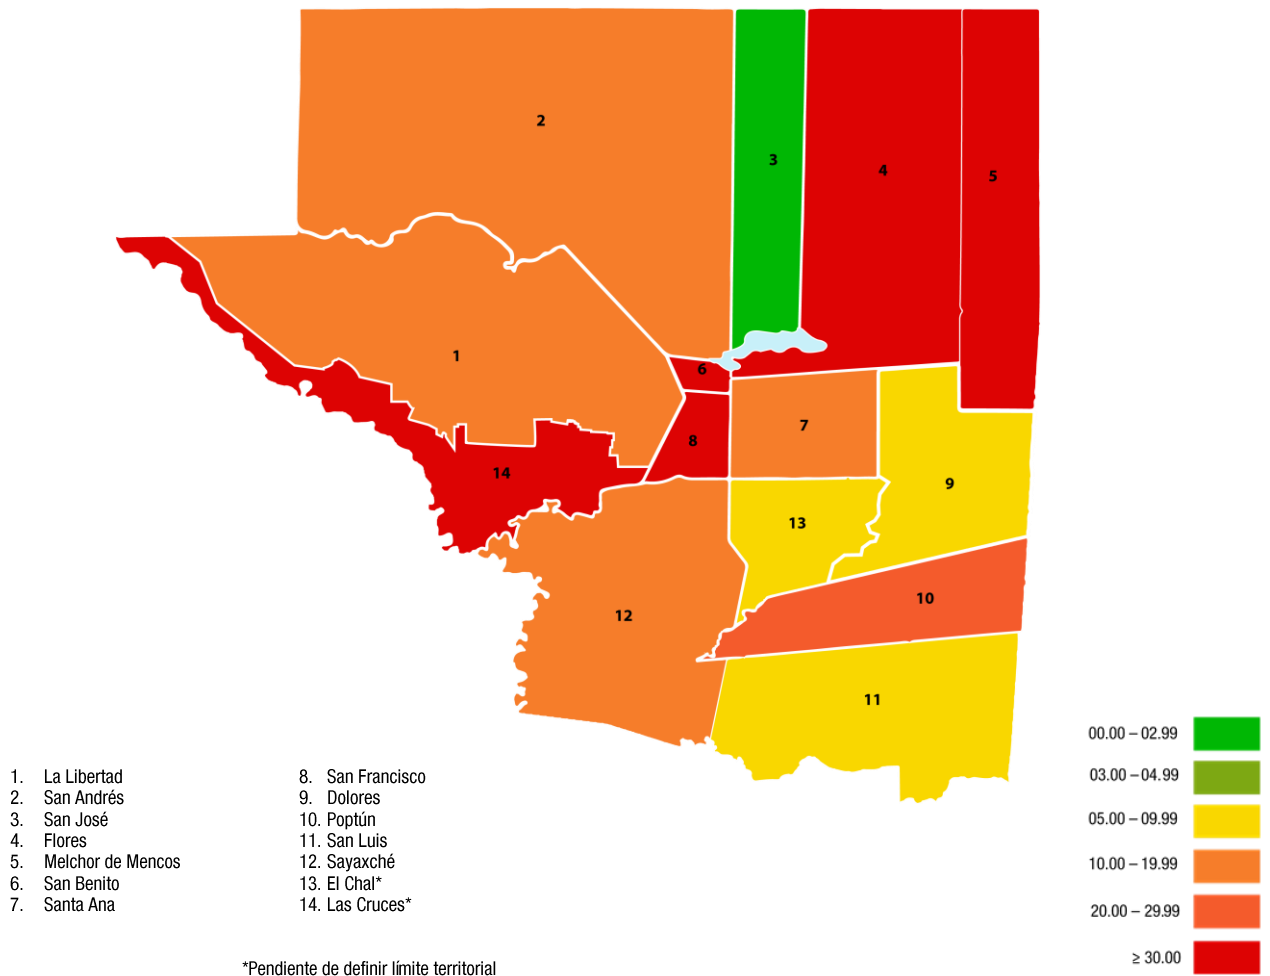 2
3
4
5
1
6
7
8
14
9
13
10
12
11
00.00 – 02.99
03.00 – 04.99
05.00 – 09.99
10.00 – 19.99
20.00 – 29.99
≥ 30.00
1. La Libertad
2. San Andrés
3. San José
4. Flores
5. Melchor de Mencos
6. San Benito
7. Santa Ana
8. San Francisco
9. Dolores
10. Poptún
11. San Luis
12. Sayaxché
13. El Chal*
14. Las Cruces*
*Pendiente de definir límite territorial